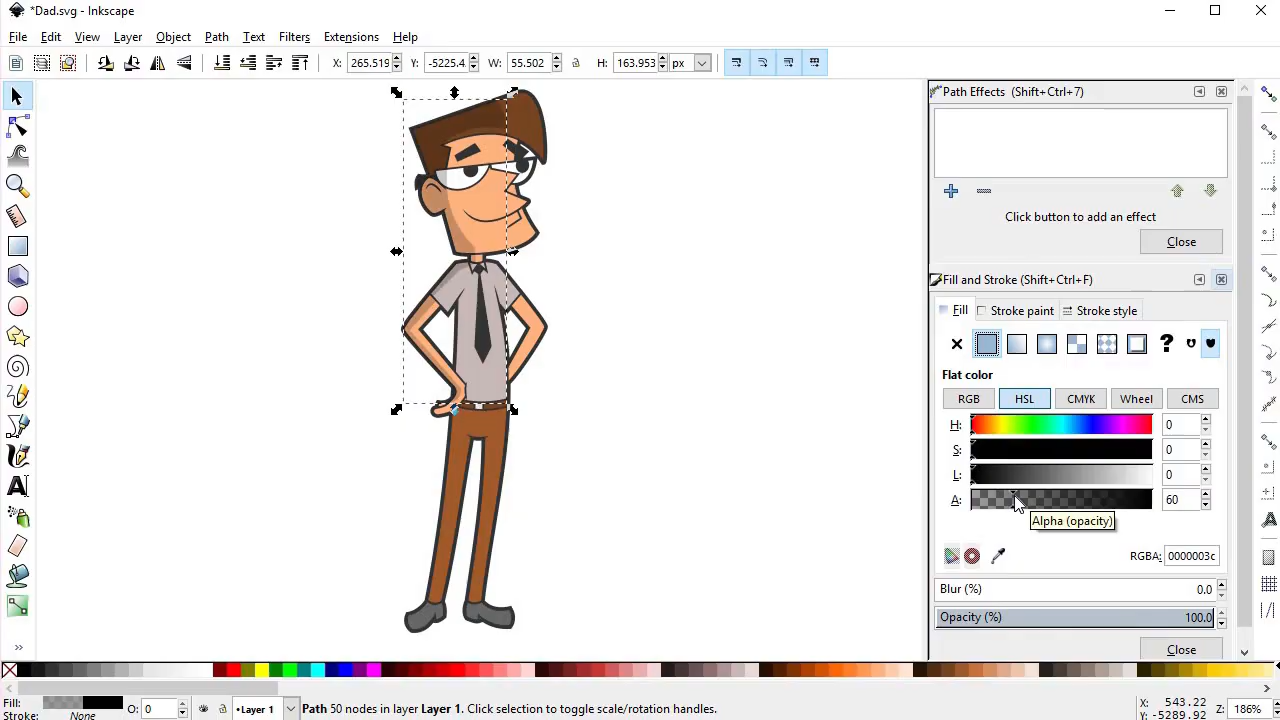 *Dad.svg - Inkscape
File Edit View Layer Object Path Text Filters Extensions Help
X: 265.519 Y: -5225.4 W: 55.502 H: 163.953 px
Path Effects (Shift+Ctrl+7)
Click button to add an effect
Close
Fill and Stroke (Shift+Ctrl+F)
Fill Stroke paint Stroke style
?
Flat color
RGB HSL CMYK Wheel CMS
H: 0
S: 0
L: 0
A: 60
Alpha (opacity)
RGBA: 0000003c
Blur (%) 0.0
Opacity (%) 100.0
Close
Fill: O: 0 •Layer 1 Path 50 nodes in layer Layer 1. Click selection to toggle scale/rotation handles. X: 543.22 Z: 186%
Stroke: None Y: -5298.82